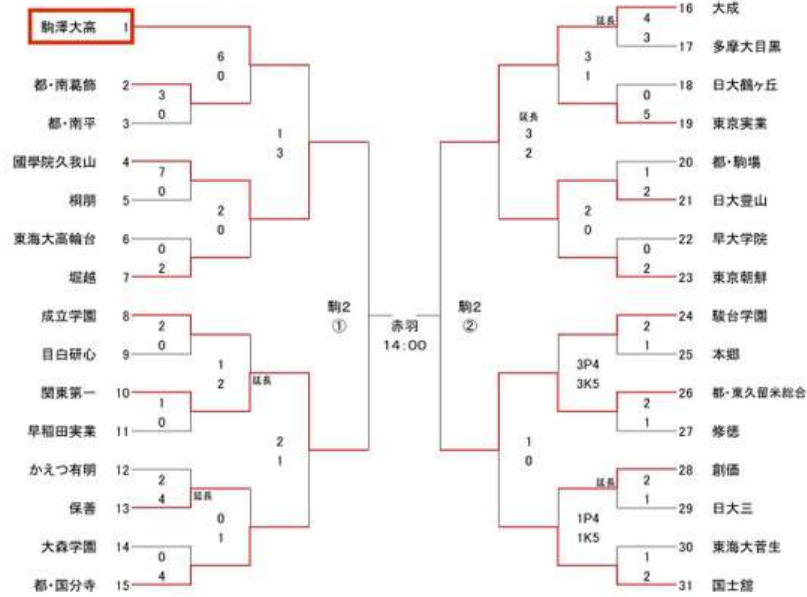 駒澤大高 1
都・南葛飾 2
都・南平 3
國學院久我山 4
桐朋 5
東海大高輪台 6
堀越 7
成立学園 8
目白研心 9
関東第一 10
早稲田実業 11
かえつ有明 12
保善 13
大森学園 14
都・国分寺 15
3
0
7
0
0
2
2
0
1
0
2
4
0
4
6
0
2
0
1
2
0
1
延長
延長
1
3
2
1
駒2
①
赤羽
14:00
駒2
②
延長
3
2
1
0
3
1
2
0
3P4
3K5
1P4
1K5
延長
4
3
0
5
1
2
0
2
2
1
2
1
延長
2
1
1
2
16 大成
17 多摩大目黒
18 日大鶴ヶ丘
19 東京実業
20 都・駒場
21 日大豊山
22 早大学院
23 東京朝鮮
24 駿台学園
25 本郷
26 都・東久留米総合
27 修徳
28 創価
29 日大三
30 東海大菅生
31 国士舘